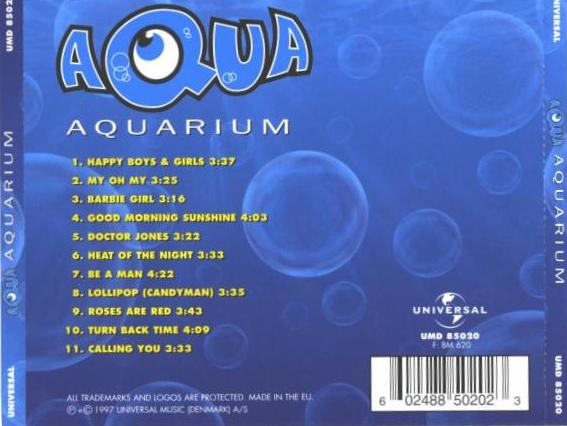 UMD 85020
UNIVERSAL
AQUA
AQUARIUM
1. HAPPY BOYS & GIRLS 3:37
2. MY OH MY 3:25
3. BARBIE GIRL 3:16
4. GOOD MORNING SUNSHINE 4:03
5. DOCTOR JONES 3:22
6. HEAT OF THE NIGHT 3:33
7. BE A MAN 4:22
8. LOLLIPOP (CANDYMAN) 3:35
9. ROSES ARE RED 3:43
10. TURN BACK TIME 4:09
11. CALLING YOU 3:33
ALL TRADEMARKS AND LOGOS ARE PROTECTED. MADE IN THE EU.
℗+© 1997 UNIVERSAL MUSIC (DENMARK) A/S
UNIVERSAL
UMD 85020
F: BM 620
6 02488 50202 3
AQUA AQUARIUM
UNIVERSAL
AQUA AQUARIUM
UMD 85020